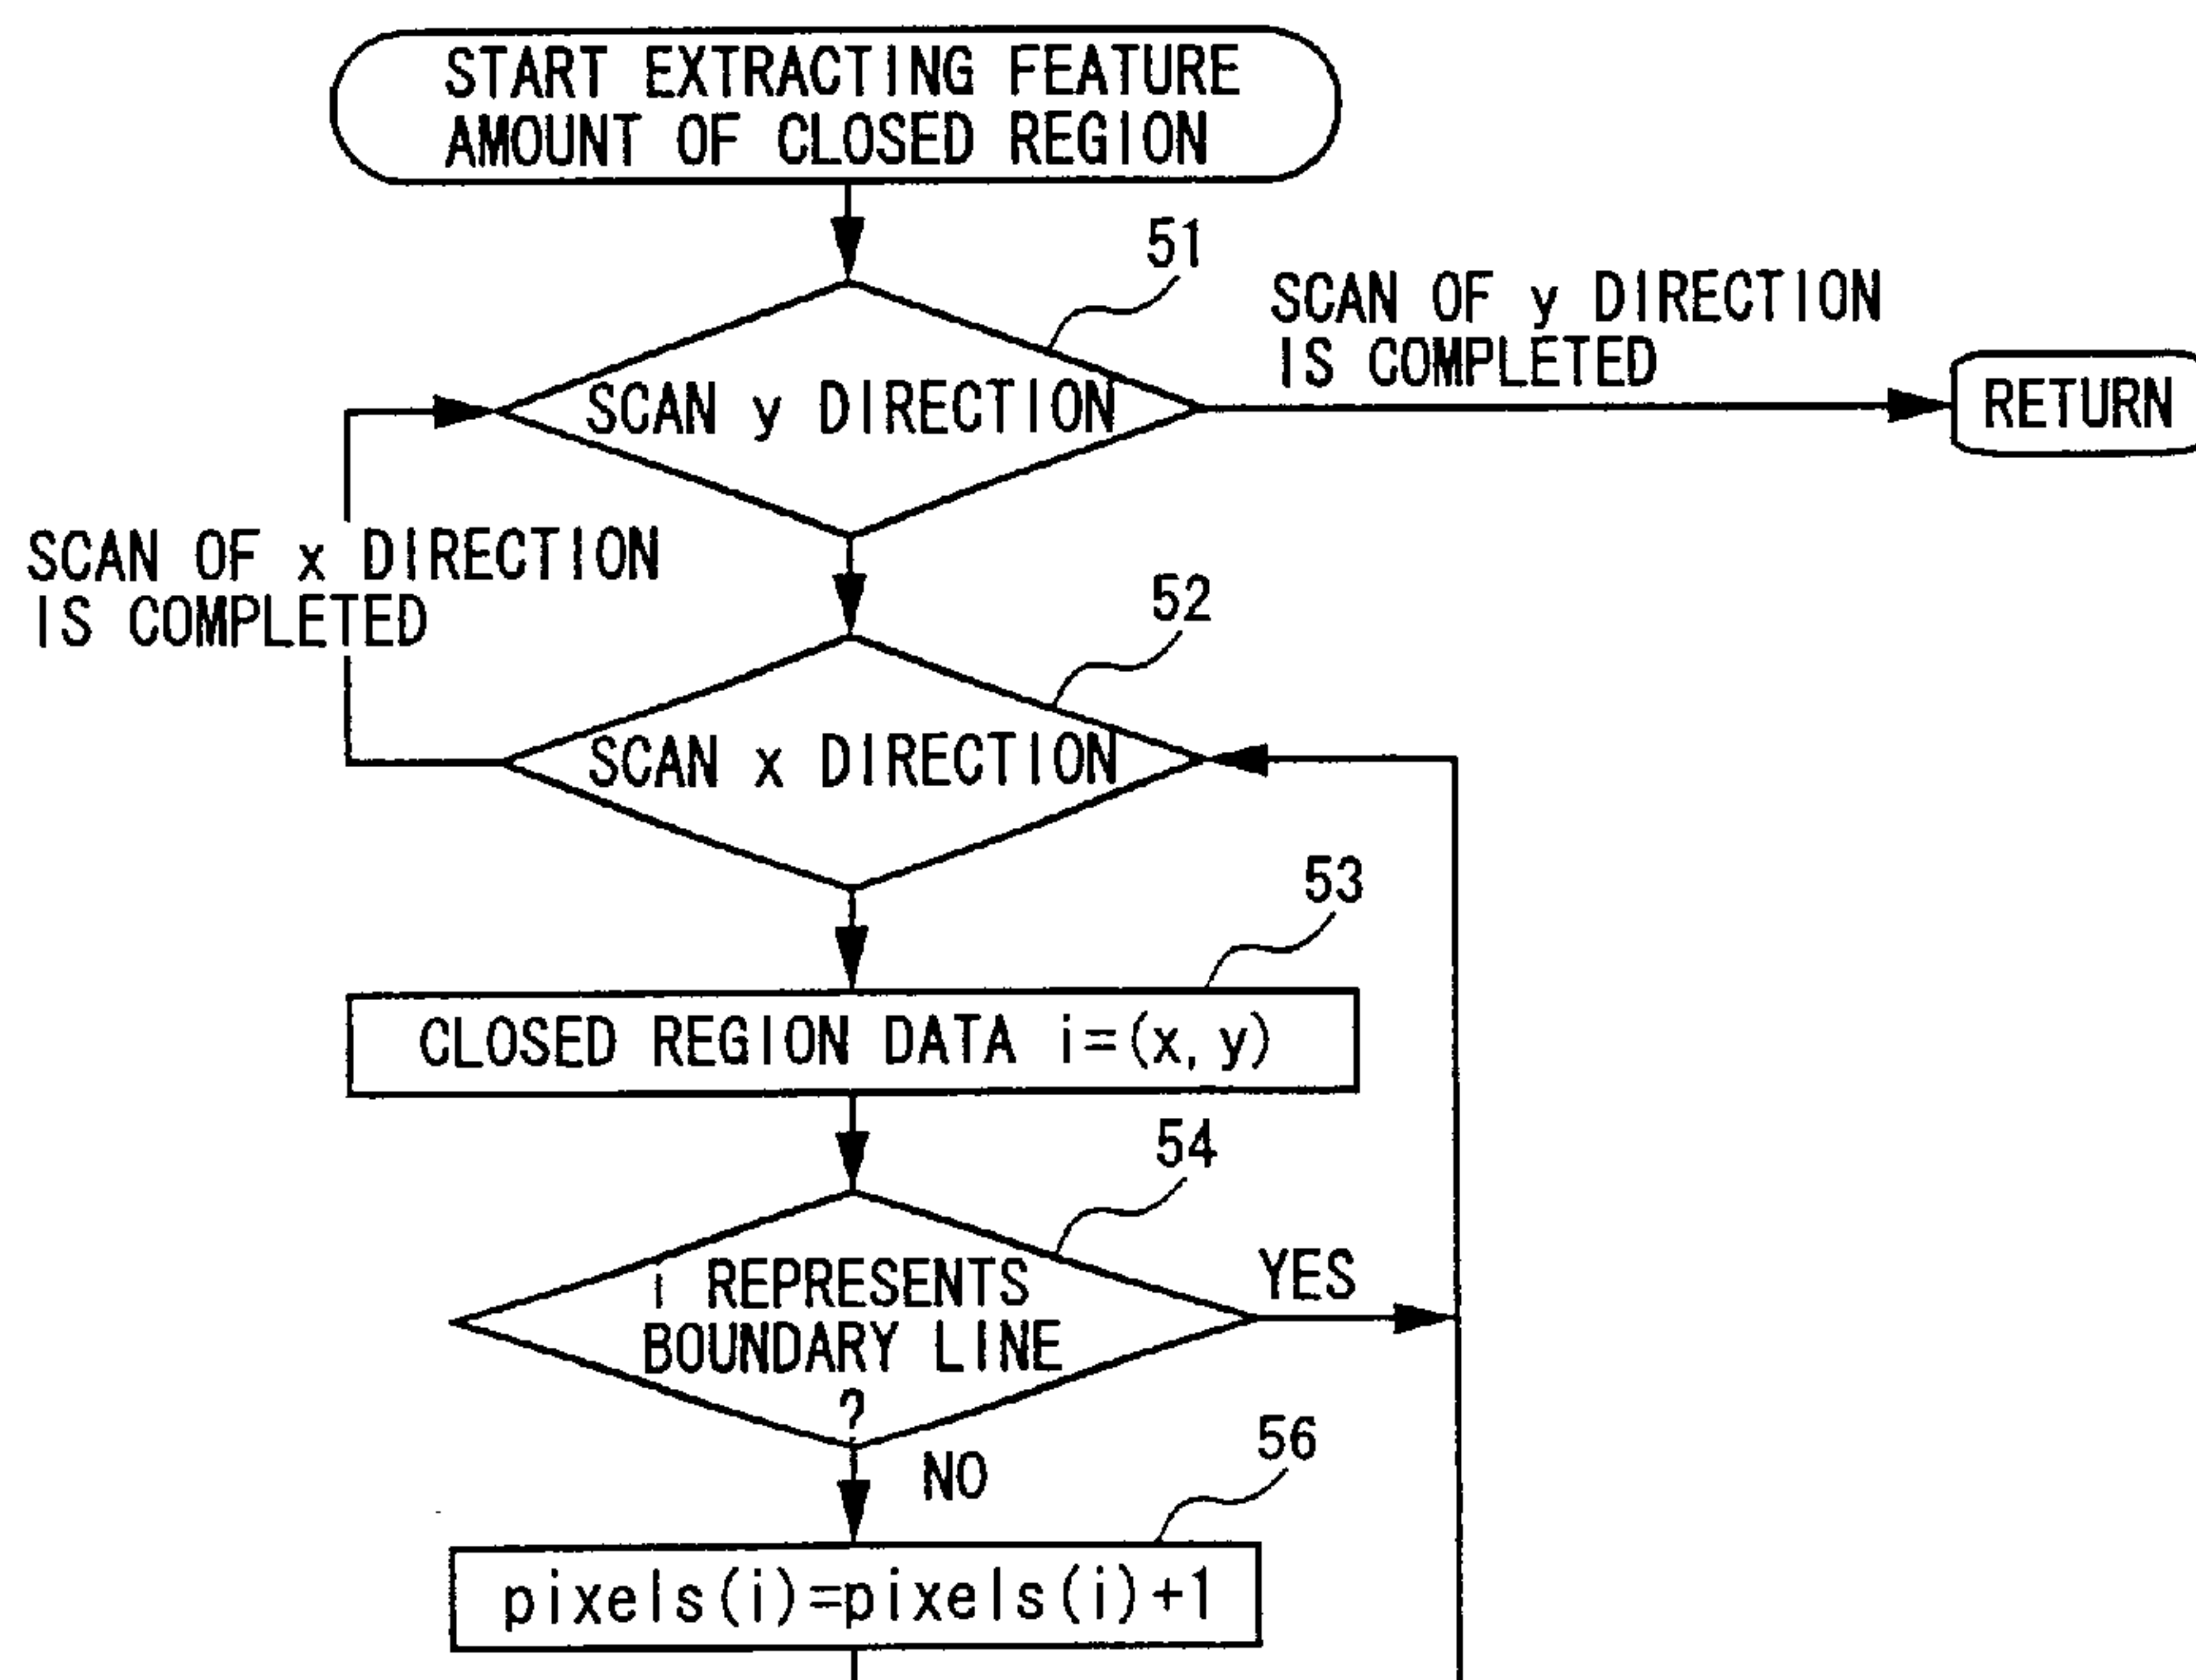 START EXTRACTING FEATURE
AMOUNT OF CLOSED REGION
51
SCAN OF y DIRECTION
IS COMPLETED
SCAN y DIRECTION
RETURN
SCAN OF x DIRECTION
IS COMPLETED
52
SCAN x DIRECTION
53
CLOSED REGION DATA i=(x, y)
54
i REPRESENTS
BOUNDARY LINE
?
YES
NO
56
pixels(i)=pixels(i)+1